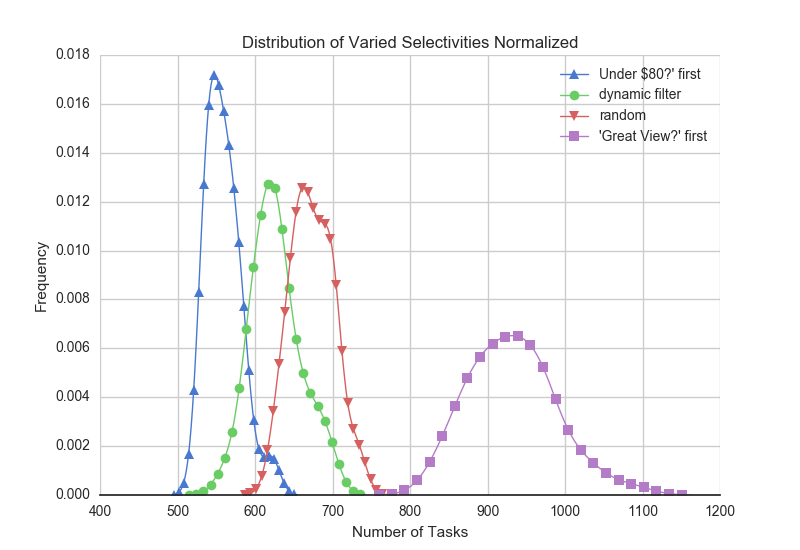 Distribution of Varied Selectivities Normalized
0.018
0.016
0.014
0.012
0.010
0.008
0.006
0.004
0.002
0.000
Frequency
Under $80?' first
dynamic filter
random
'Great View?' first
400 500 600 700 800 900 1000 1100 1200
Number of Tasks